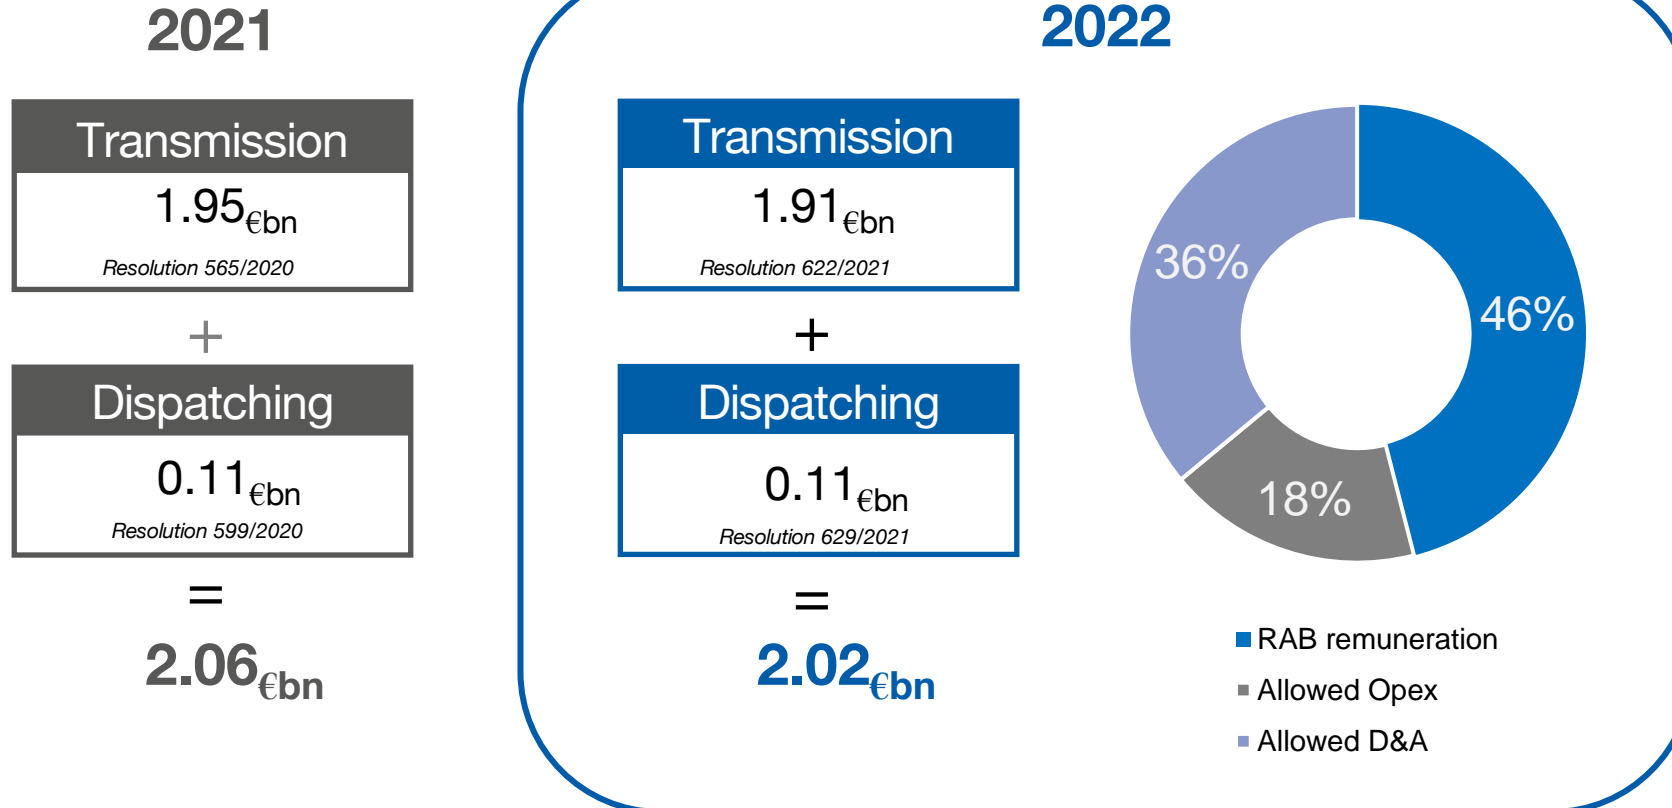 2021
Transmission
1.95€bn
Resolution 565/2020
+
Dispatching
0.11€bn
Resolution 599/2020
=
2.06€bn
2022
Transmission
1.91€bn
Resolution 622/2021
+
Dispatching
0.11€bn
Resolution 629/2021
=
2.02€bn
36%
46%
18%
RAB remuneration
Allowed Opex
Allowed D&A